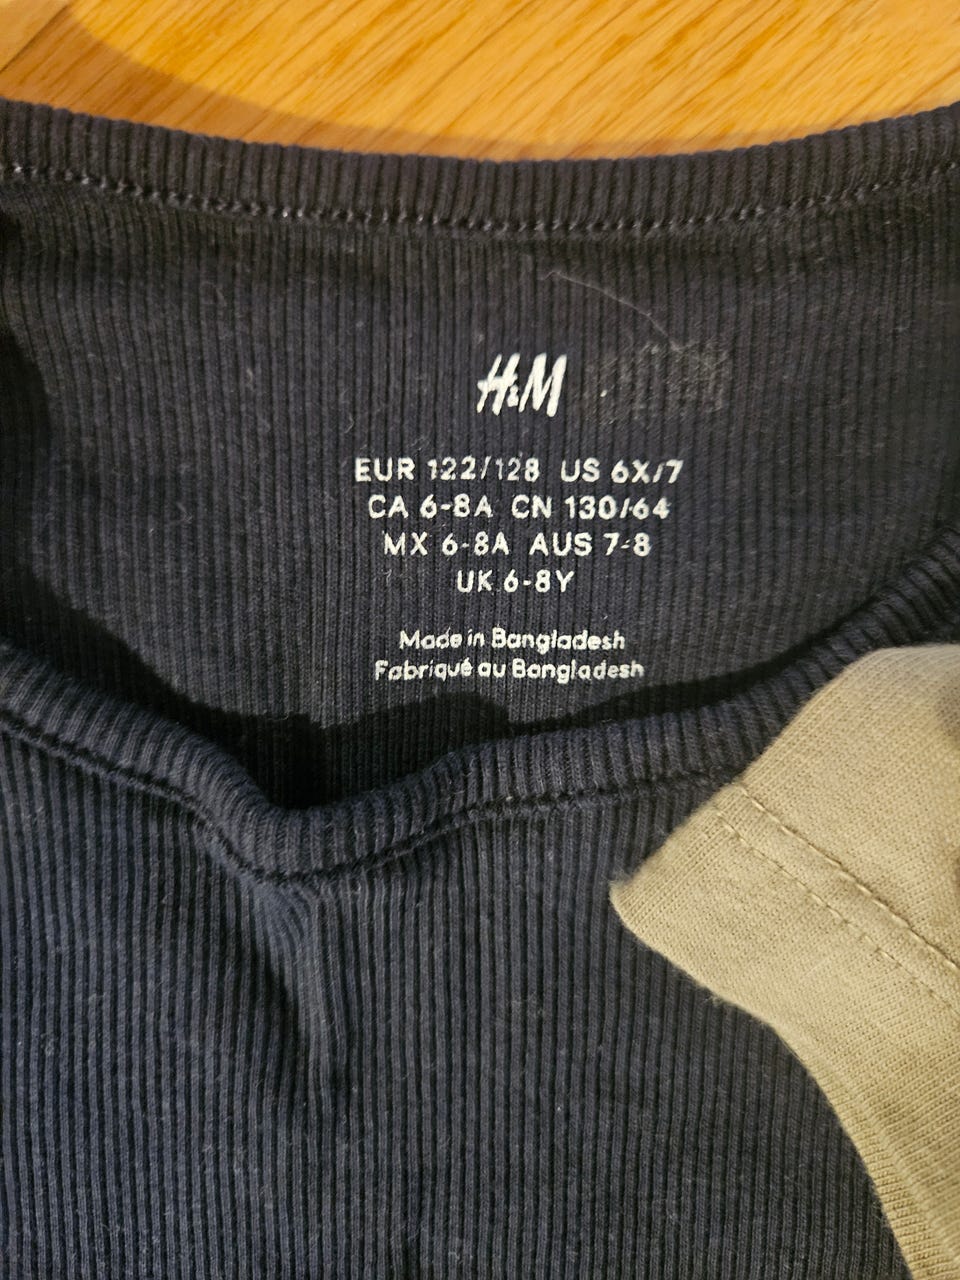 H&M
EUR 122/128 US 6X/7
CA 6-8A CN 130/64
MX 6-8A AUS 7-8
UK 6-8Y
Made in Bangladesh
Fabriqué au Bangladesh